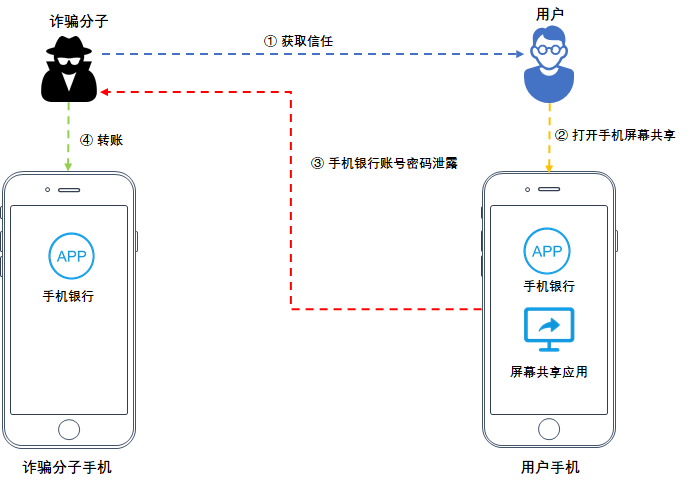 诈骗分子
用户
① 获取信任
④ 转账
② 打开手机屏幕共享
③ 手机银行账号密码泄露
APP
手机银行
APP
手机银行
屏幕共享应用
诈骗分子手机
用户手机